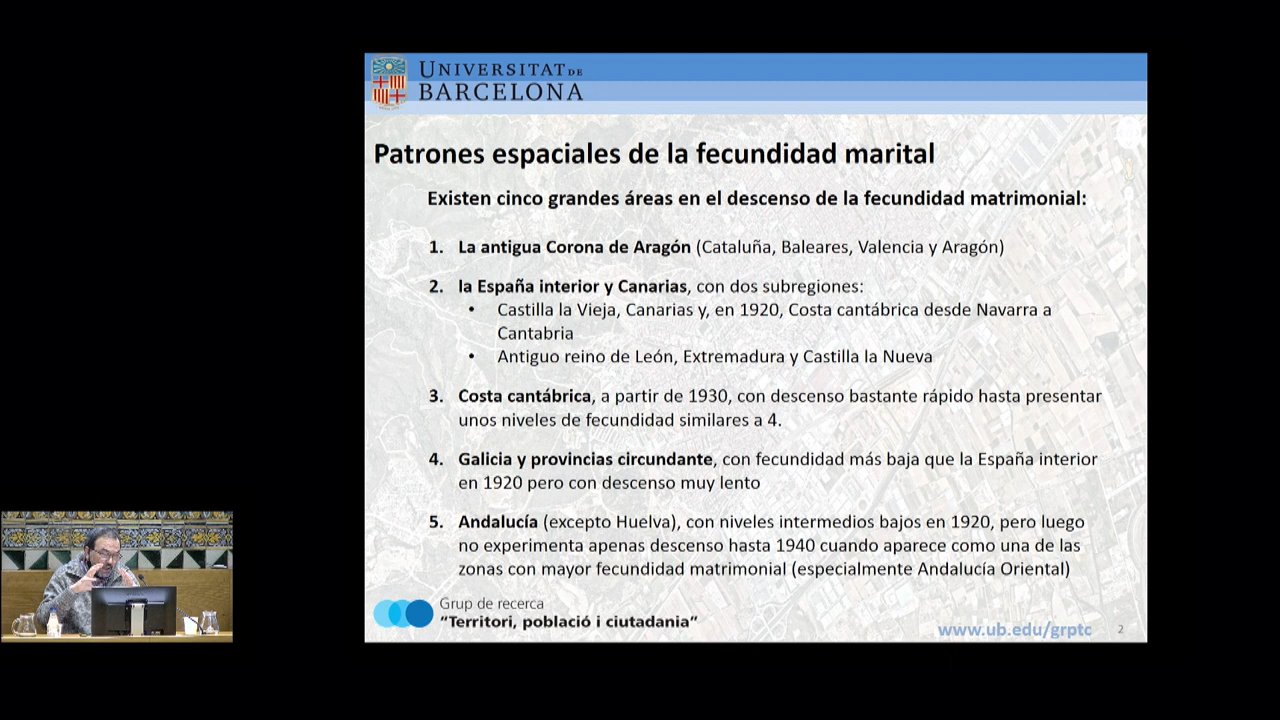 UNIVERSITAT DE
BARCELONA
Patrones espaciales de la fecundidad marital
Existen cinco grandes áreas en el descenso de la fecundidad matrimonial:
1. La antigua Corona de Aragón (Cataluña, Baleares, Valencia y Aragón)
2. la España interior y Canarias, con dos subregiones:
• Castilla la Vieja, Canarias y, en 1920, Costa cantábrica desde Navarra a
Cantabria
• Antiguo reino de León, Extremadura y Castilla la Nueva
3. Costa cantábrica, a partir de 1930, con descenso bastante rápido hasta presentar
unos niveles de fecundidad similares a 4.
4. Galicia y provincias circundante, con fecundidad más baja que la España interior
en 1920 pero con descenso muy lento
5. Andalucía (excepto Huelva), con niveles intermedios bajos en 1920, pero luego
no experimenta apenas descenso hasta 1940 cuando aparece como una de las
zonas con mayor fecundidad matrimonial (especialmente Andalucía Oriental)
Grup de recerca
"Territori, població i ciutadania"
www.ub.edu/grptc 2